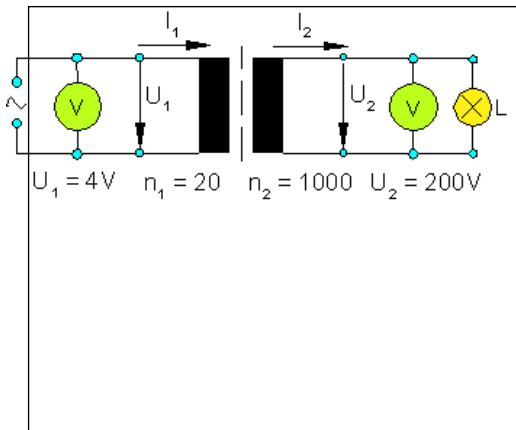 I₁ I₂
V U₁ U₂ V L
U₁ = 4V n₁ = 20 n₂ = 1000 U₂ = 200V